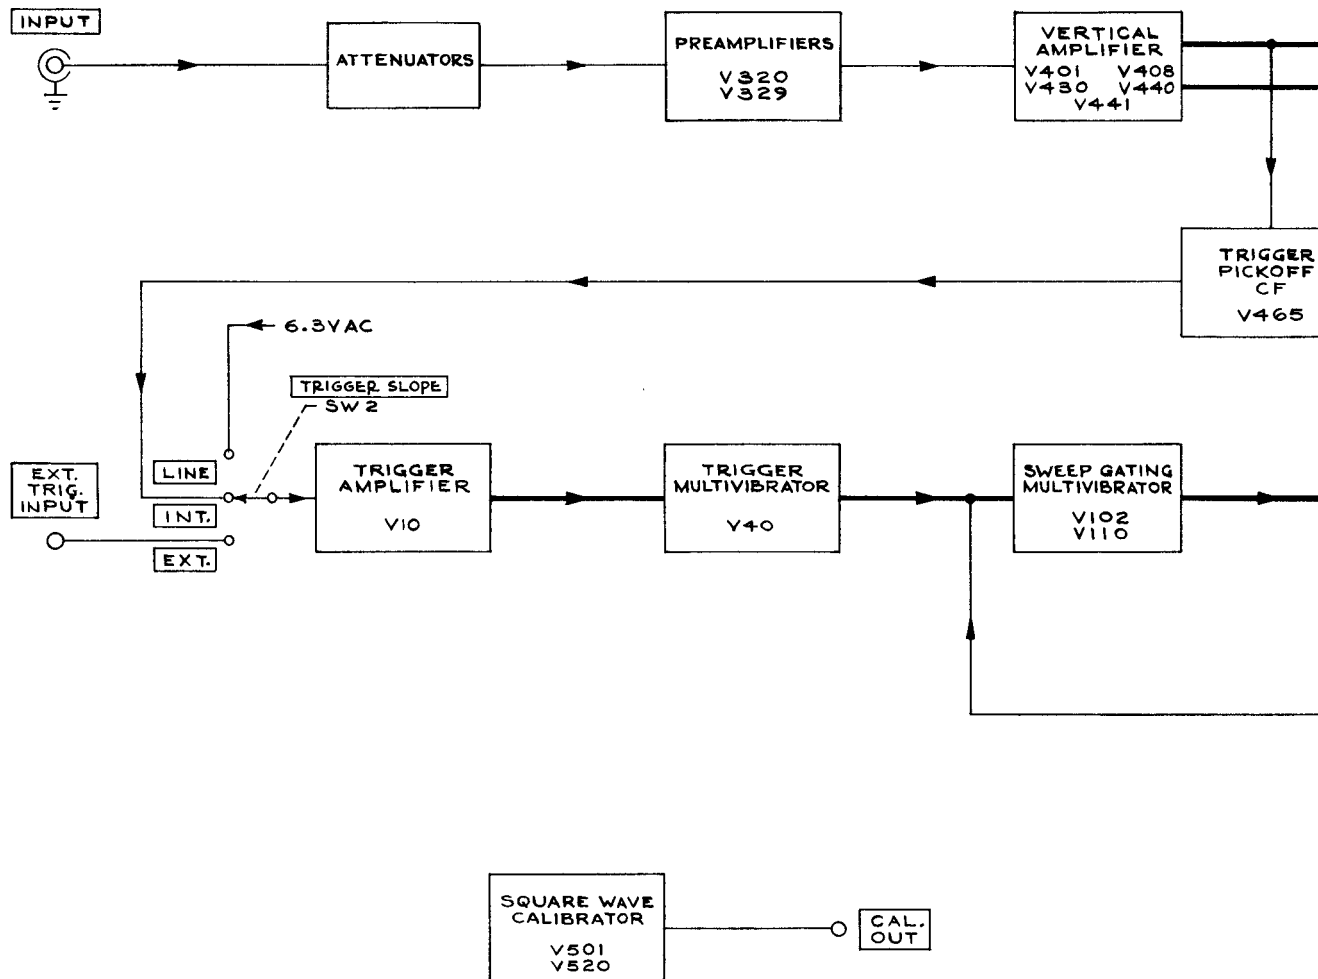 INPUT
ATTENUATORS
PREAMPLIFIERS
V320
V329
VERTICAL
AMPLIFIER
V401 V408
V430 V440
V441
TRIGGER
PICKOFF
CF
V465
6.3VAC
TRIGGER SLOPE
SW 2
EXT.
TRIG.
INPUT
LINE
INT.
EXT.
TRIGGER
AMPLIFIER
V10
TRIGGER
MULTIVIBRATOR
V40
SWEEP GATING
MULTIVIBRATOR
V102
V110
SQUARE WAVE
CALIBRATOR
V501
V520
CAL.
OUT